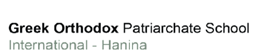 Greek Orthodox Patriarchate School
International - Hanina